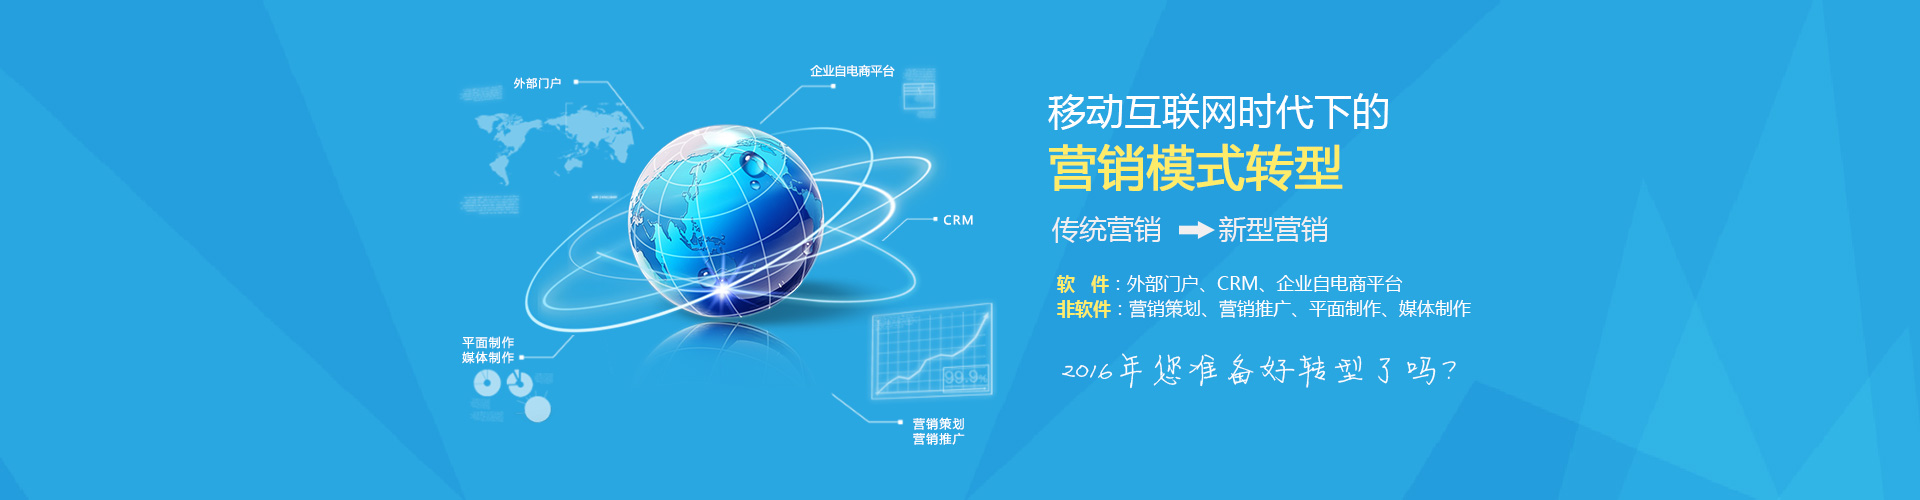 外部门户
企业自电商平台
CRM
平面制作
媒体制作
99.9%
营销策划
营销推广
移动互联网时代下的
营销模式转型
传统营销 新型营销
软 件：外部门户、CRM、企业自电商平台
非软件：营销策划、营销推广、平面制作、媒体制作
2016年您准备好转型了吗?